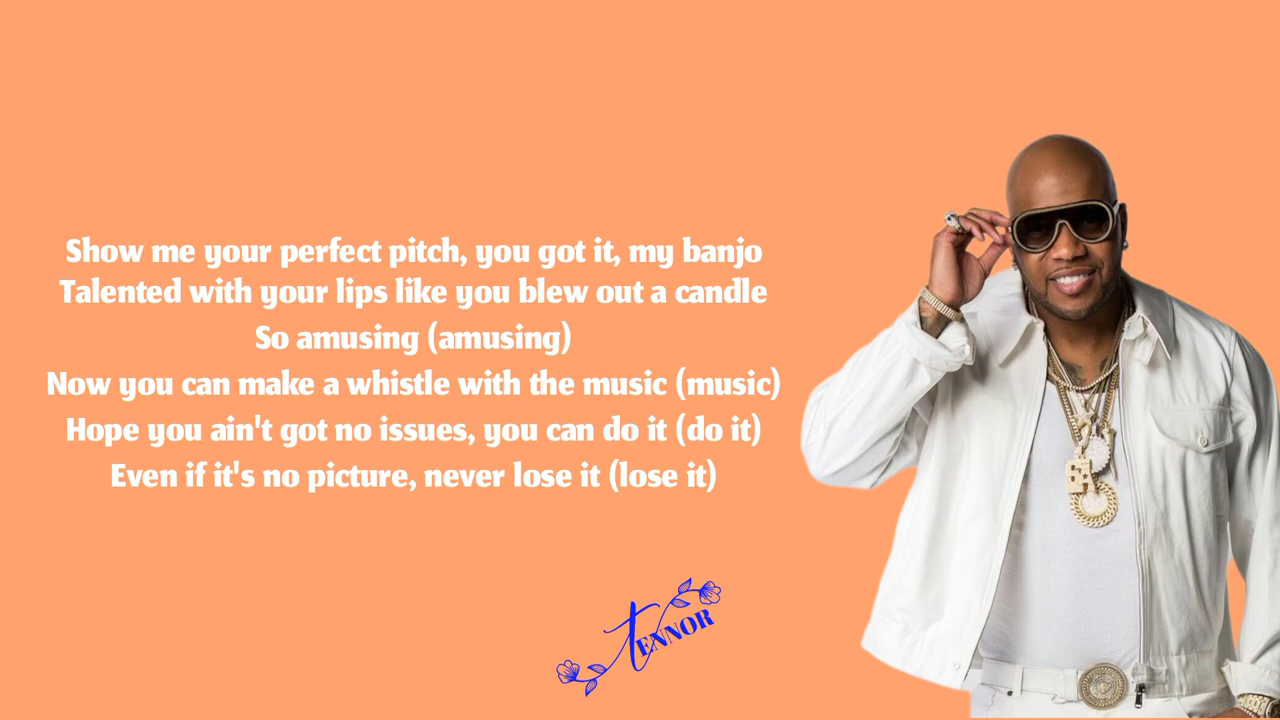 Show me your perfect pitch, you got it, my banjo
Talented with your lips like you blew out a candle
So amusing (amusing)
Now you can make a whistle with the music (music)
Hope you ain't got no issues, you can do it (do it)
Even if it's no picture, never lose it (lose it)
tENNOR